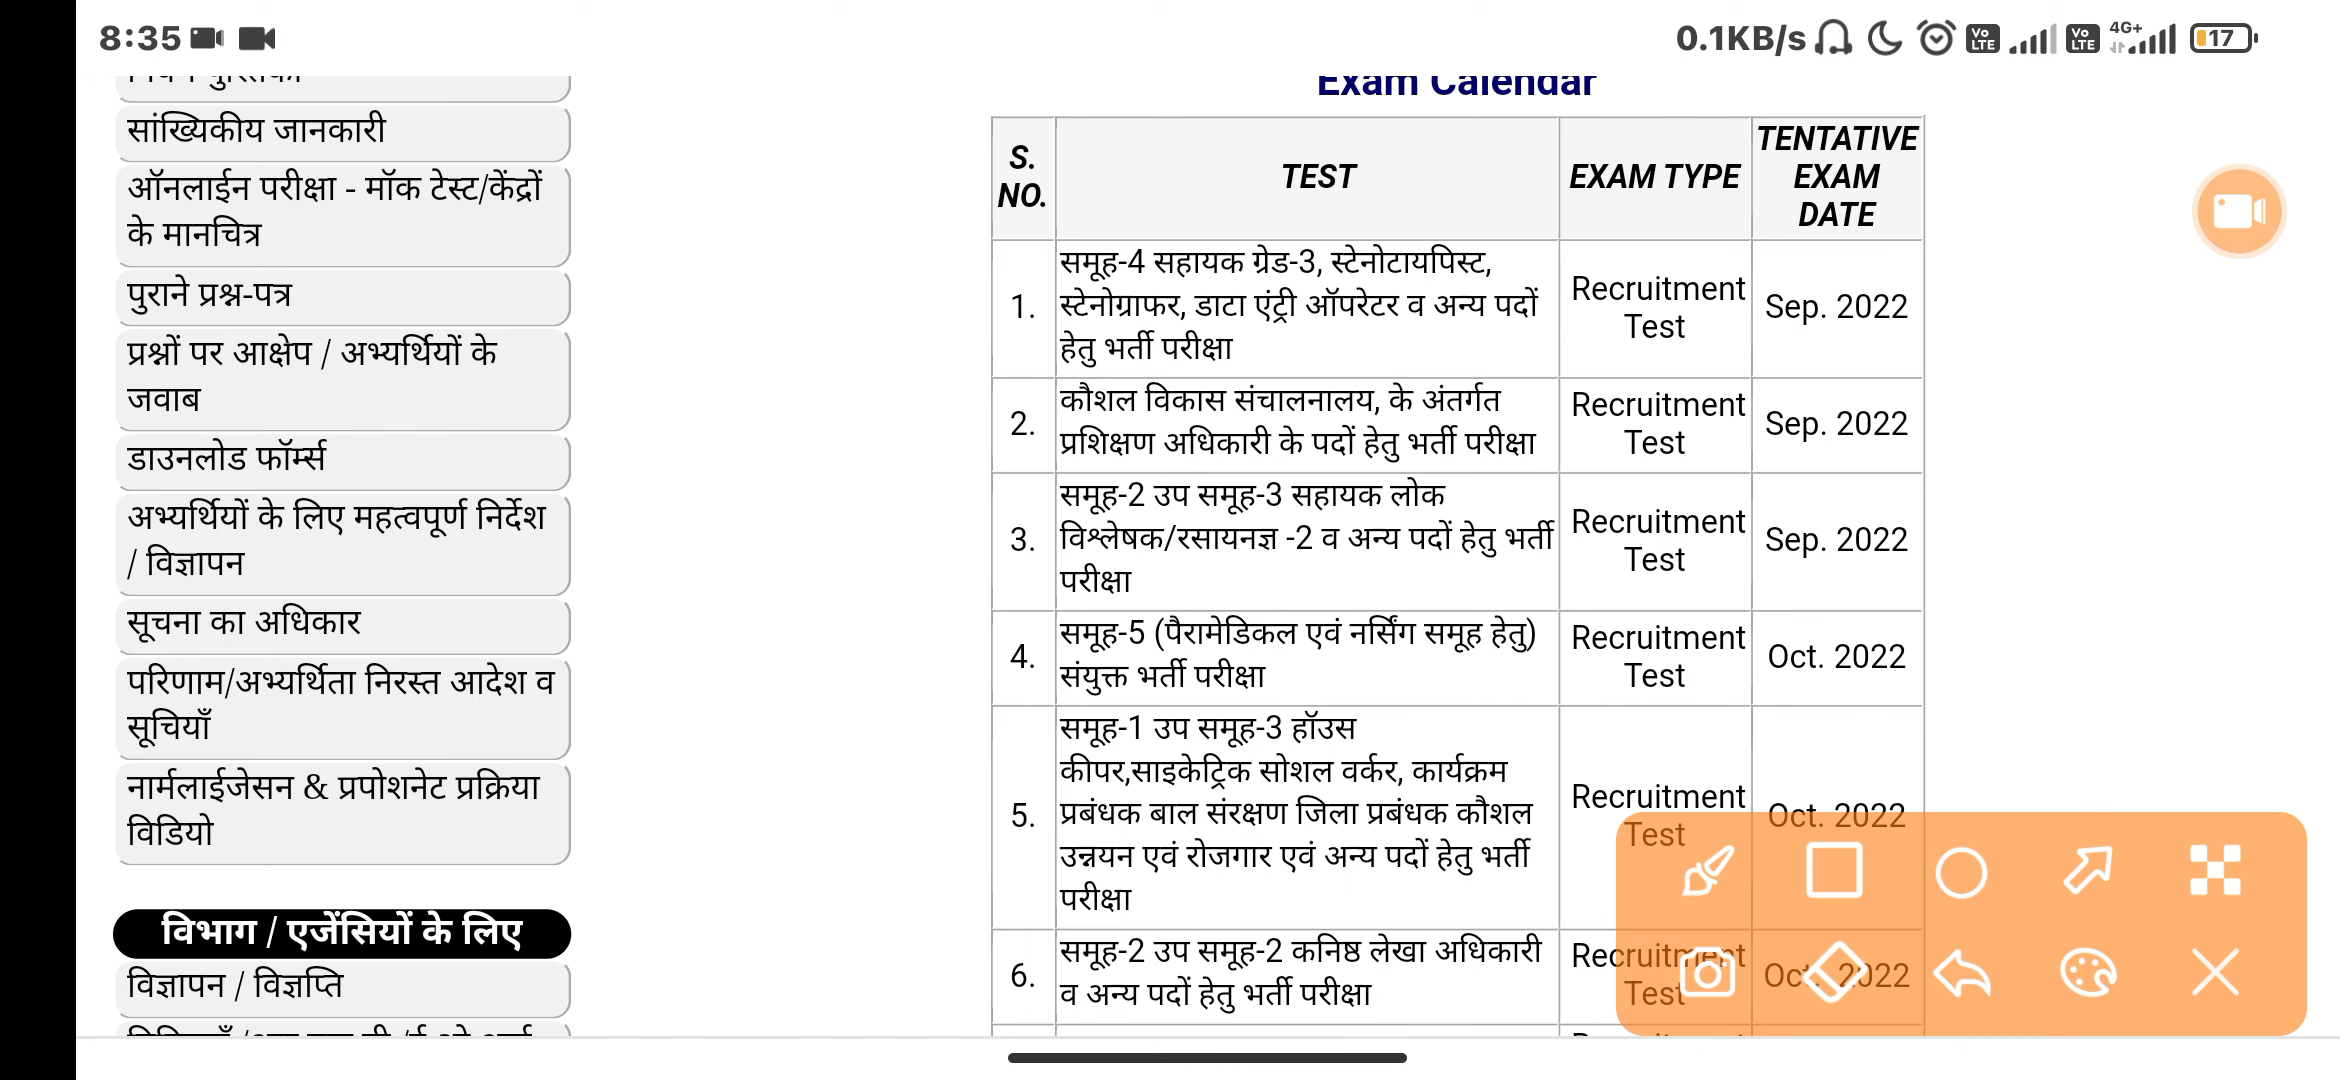 8:35
0.1KB/s
Vo LTE
Vo LTE
4G+
17
सांख्यिकीय जानकारी
ऑनलाईन परीक्षा - मॉक टेस्ट/केंद्रों
के मानचित्र
पुराने प्रश्न-पत्र
प्रश्नों पर आक्षेप / अभ्यर्थियों के
जवाब
डाउनलोड फॉर्म्स
अभ्यर्थियों के लिए महत्वपूर्ण निर्देश
/ विज्ञापन
सूचना का अधिकार
परिणाम/अभ्यर्थिता निरस्त आदेश व
सूचियाँ
नार्मलाईजेसन & प्रपोशनेट प्रक्रिया
विडियो
विभाग / एजेंसियों के लिए
विज्ञापन / विज्ञप्ति
Exam Calendar
S.
NO.
TEST
EXAM TYPE
TENTATIVE
EXAM
DATE
1.
समूह-4 सहायक ग्रेड-3, स्टेनोटायपिस्ट,
स्टेनोग्राफर, डाटा एंट्री ऑपरेटर व अन्य पदों
हेतु भर्ती परीक्षा
Recruitment
Test
Sep. 2022
2.
कौशल विकास संचालनालय, के अंतर्गत
प्रशिक्षण अधिकारी के पदों हेतु भर्ती परीक्षा
Recruitment
Test
Sep. 2022
3.
समूह-2 उप समूह-3 सहायक लोक
विश्लेषक/रसायनज्ञ -2 व अन्य पदों हेतु भर्ती
परीक्षा
Recruitment
Test
Sep. 2022
4.
समूह-5 (पैरामेडिकल एवं नर्सिंग समूह हेतु)
संयुक्त भर्ती परीक्षा
Recruitment
Test
Oct. 2022
5.
समूह-1 उप समूह-3 हॉउस
कीपर,साइकेट्रिक सोशल वर्कर, कार्यक्रम
प्रबंधक बाल संरक्षण जिला प्रबंधक कौशल
उन्नयन एवं रोजगार एवं अन्य पदों हेतु भर्ती
परीक्षा
Recruitment
Test
Oct. 2022
6.
समूह-2 उप समूह-2 कनिष्ठ लेखा अधिकारी
व अन्य पदों हेतु भर्ती परीक्षा
Recruitment
Test
Oct. 2022